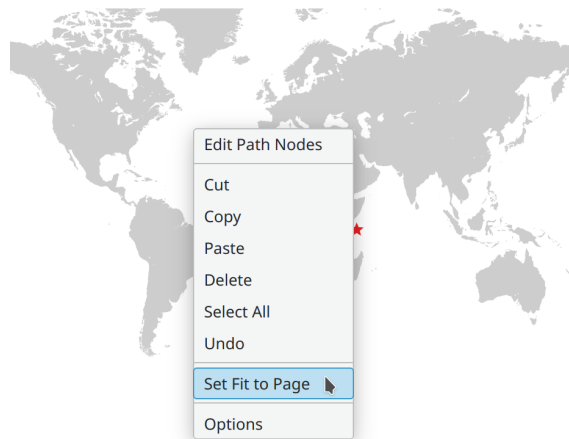 Edit Path Nodes
Cut
Copy
Paste
Delete
Select All
Undo
Set Fit to Page
Options